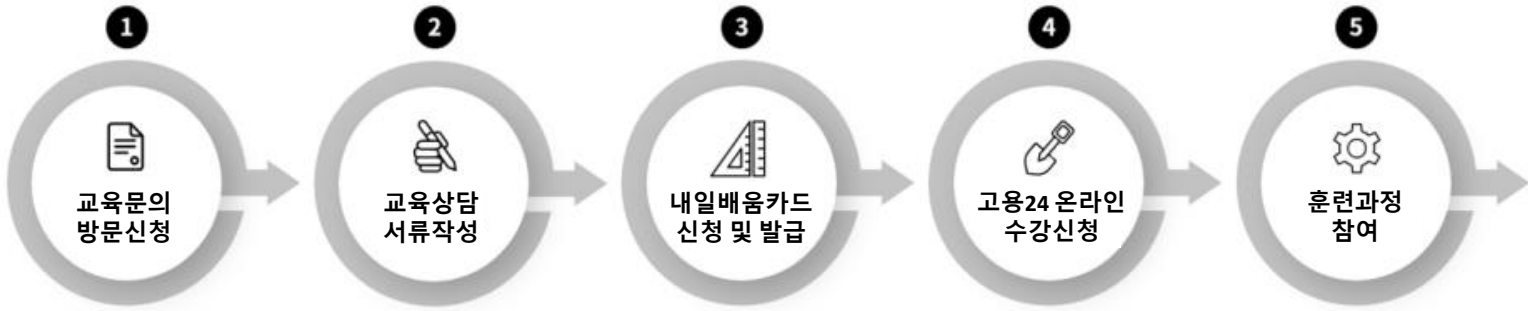 1
교육문의
방문신청
2
교육상담
서류작성
3
내일배움카드
신청 및 발급
4
고용24 온라인
수강신청
5
훈련과정
참여